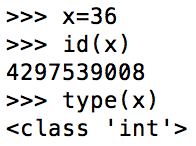 >>> x=36
>>> id(x)
4297539008
>>> type(x)
<class 'int'>